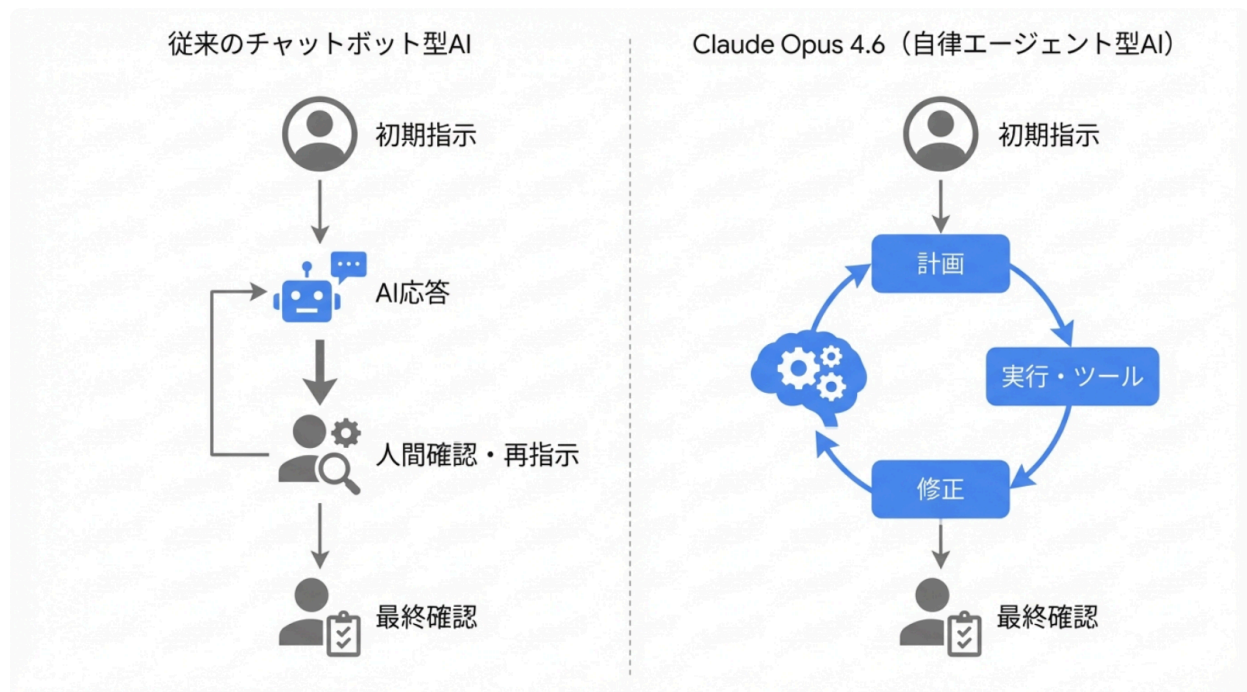 従来のチャットボット型AI
初期指示
AI応答
人間確認・再指示
最終確認
Claude Opus 4.6（自律エージェント型AI）
初期指示
計画
実行・ツール
修正
最終確認